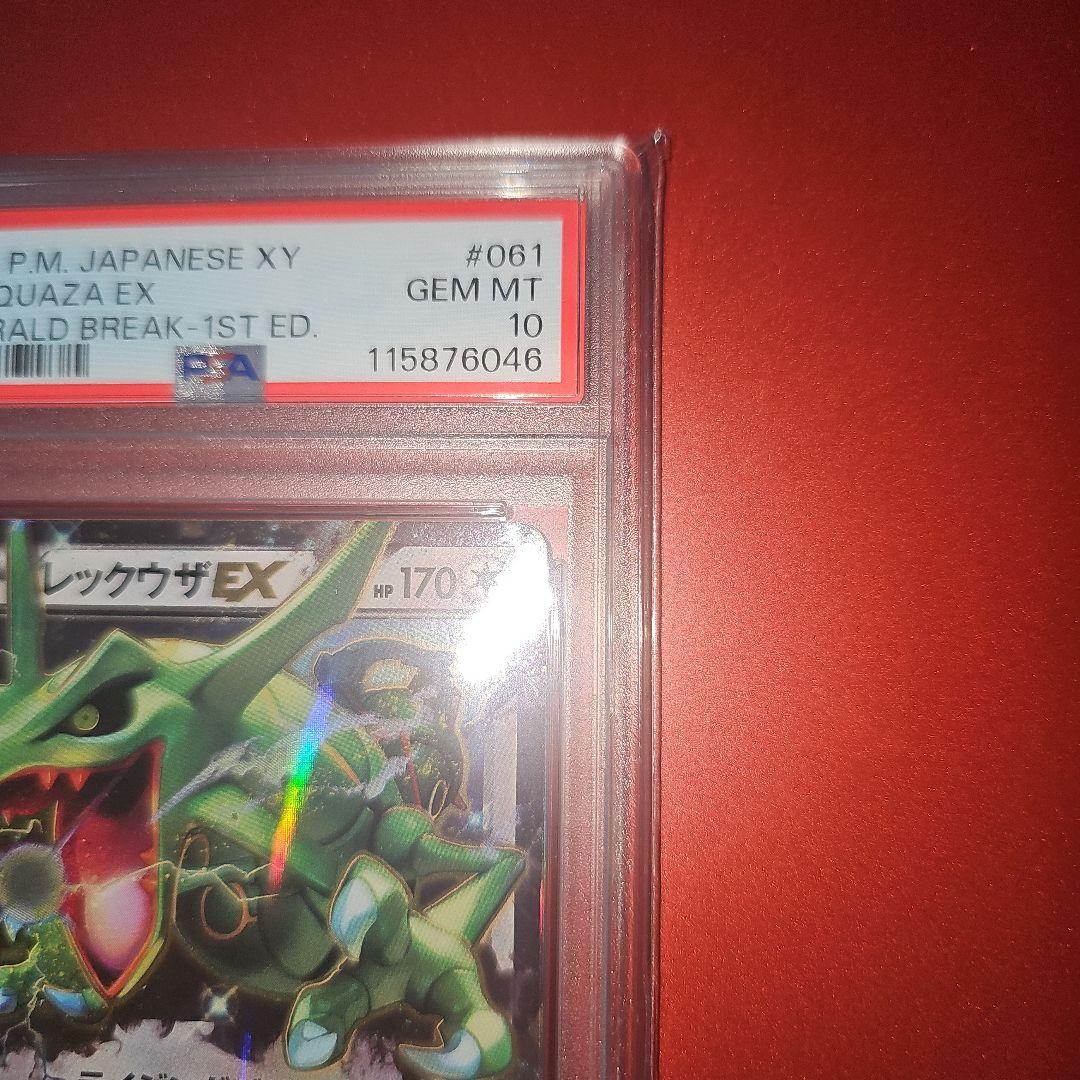 P.M. JAPANESE XY #061
QUAZA EX GEM MT
RALD BREAK-1ST ED. 10
PSA 115876046
レックウザEX HP 170